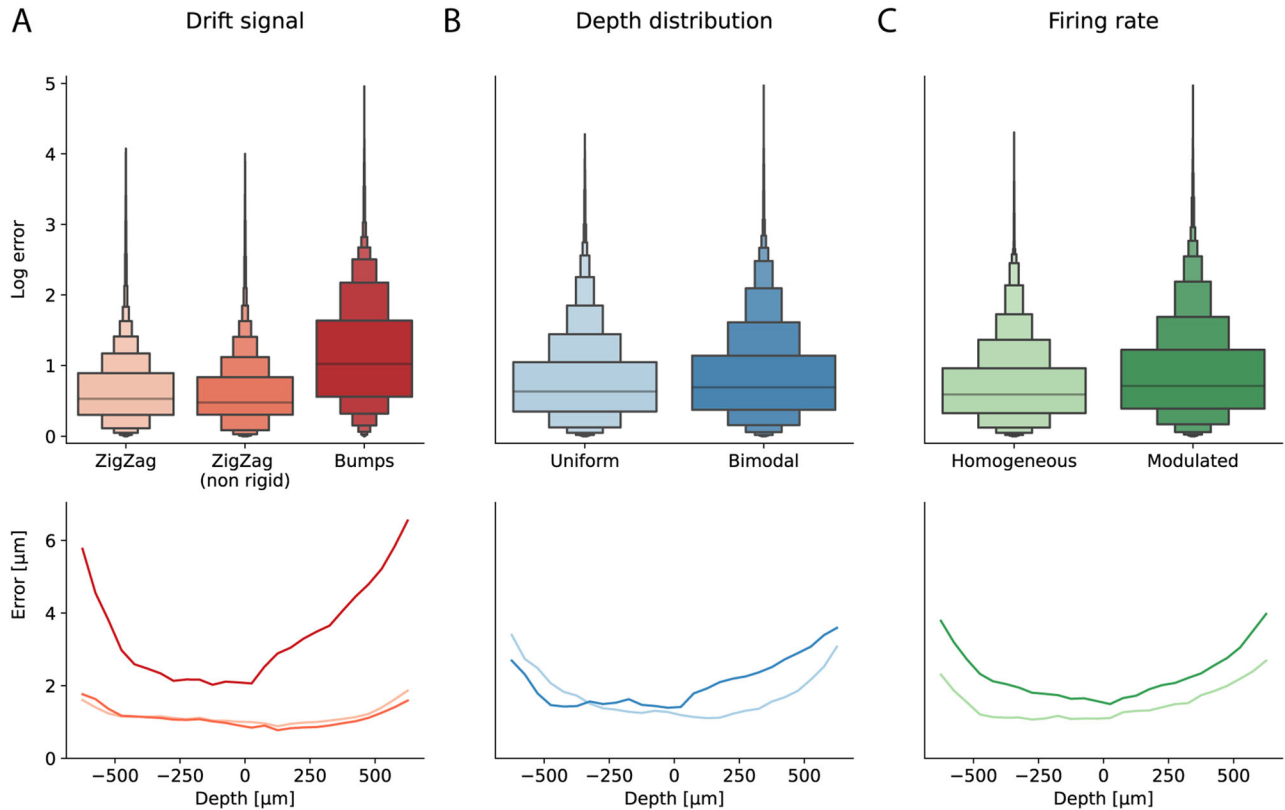 A
Drift signal
B
Depth distribution
C
Firing rate
Log error
5
4
3
2
1
0
ZigZag
ZigZag
(non rigid)
Bumps
Uniform
Bimodal
Homogeneous
Modulated
Error [µm]
6
4
2
0
−500 −250 0 250 500
Depth [µm]
−500 −250 0 250 500
Depth [µm]
−500 −250 0 250 500
Depth [µm]